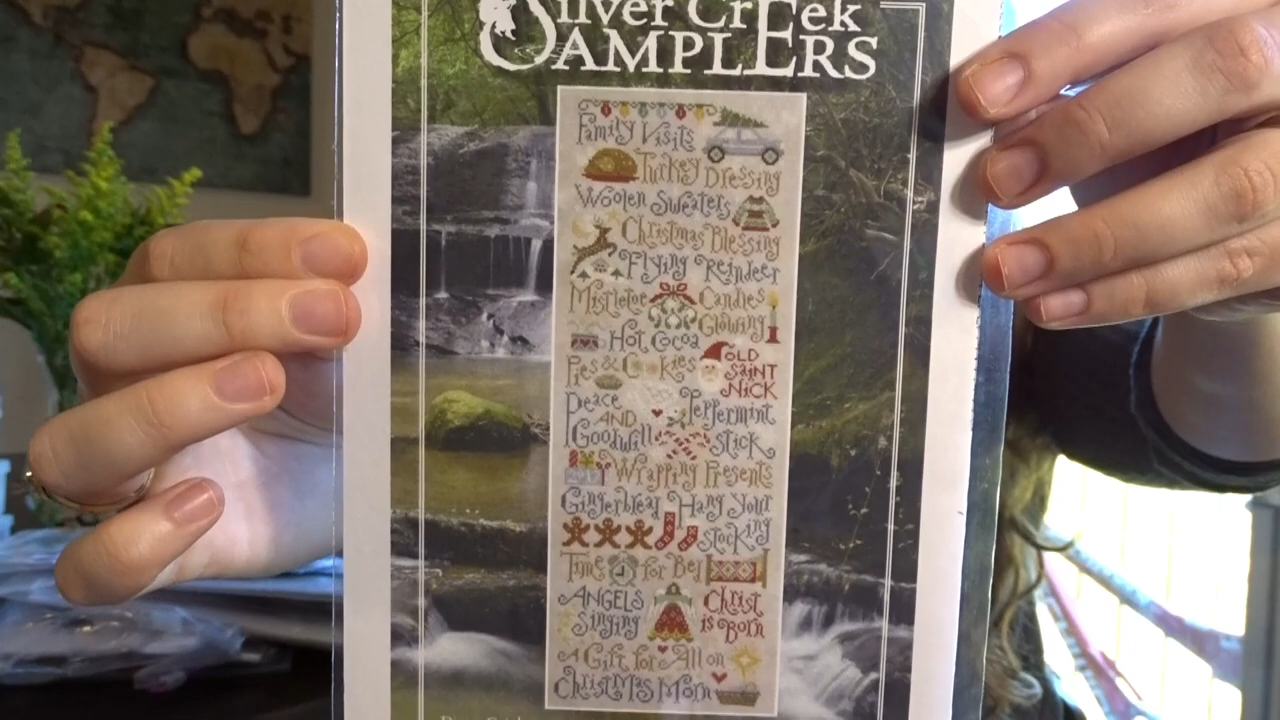 Silver CrEek
SAMPLERS
Family Visits
Turkey Dressing
Woolen Sweaters
Christmas Blessing
Flying Reindeer
Mistletoe Candles
Glowing
Hot Cocoa
Pies & Cookies
OLD
SAINT
NICK
Peace
AND
Goodwill
Peppermint
Stick
Wrapping Presents
Gingerbread Hang Your
Stocking
Time for Bed
ANGELS
Singing
Christ
is Born
A Gift for All on
Christmas Morn